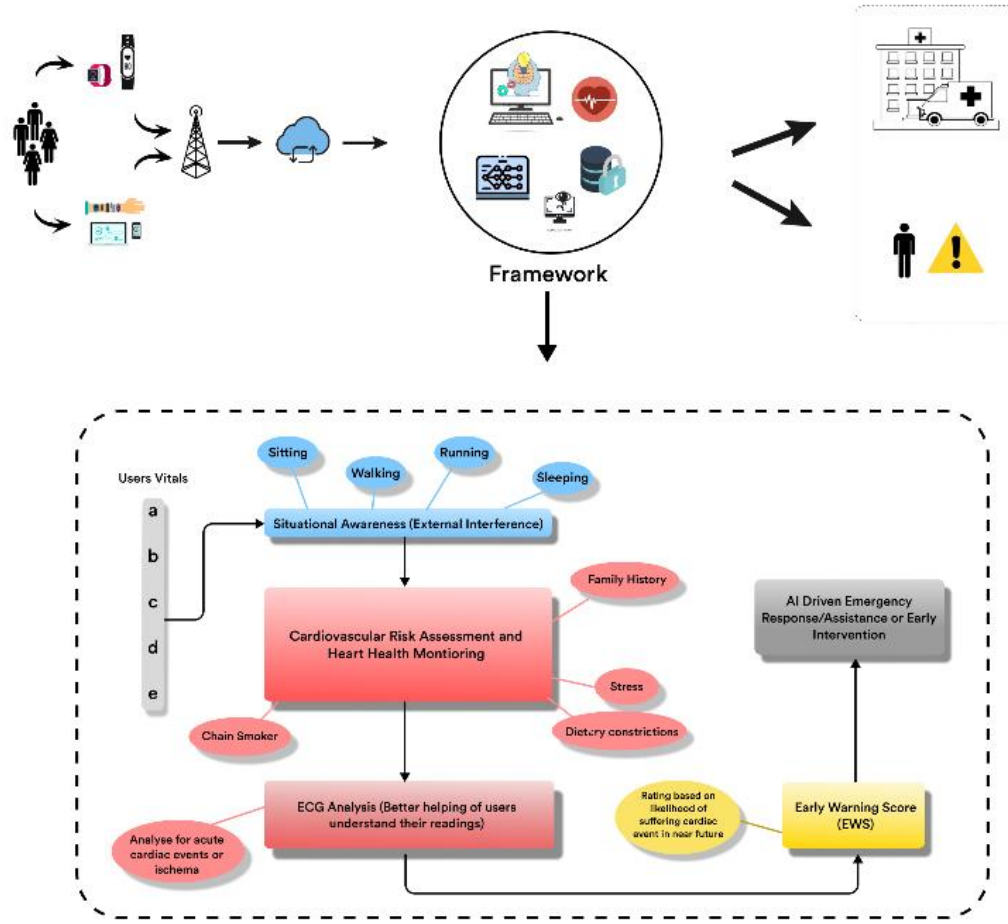 Framework
Users Vitals
a
b
c
d
e
Sitting
Walking
Running
Sleeping
Situational Awareness (External Interference)
Family History
Cardiovascular Risk Assessment and
Heart Health Montioring
Stress
Dietary constrictions
Chain Smoker
AI Driven Emergency
Response/Assistance or Early
Intervention
ECG Analysis (Better helping of users
understand their readings)
Analyse for acute
cardiac events or
ischema
Rating based on
likelihood of
suffering cardiac
event in near future
Early Warning Score
(EWS)